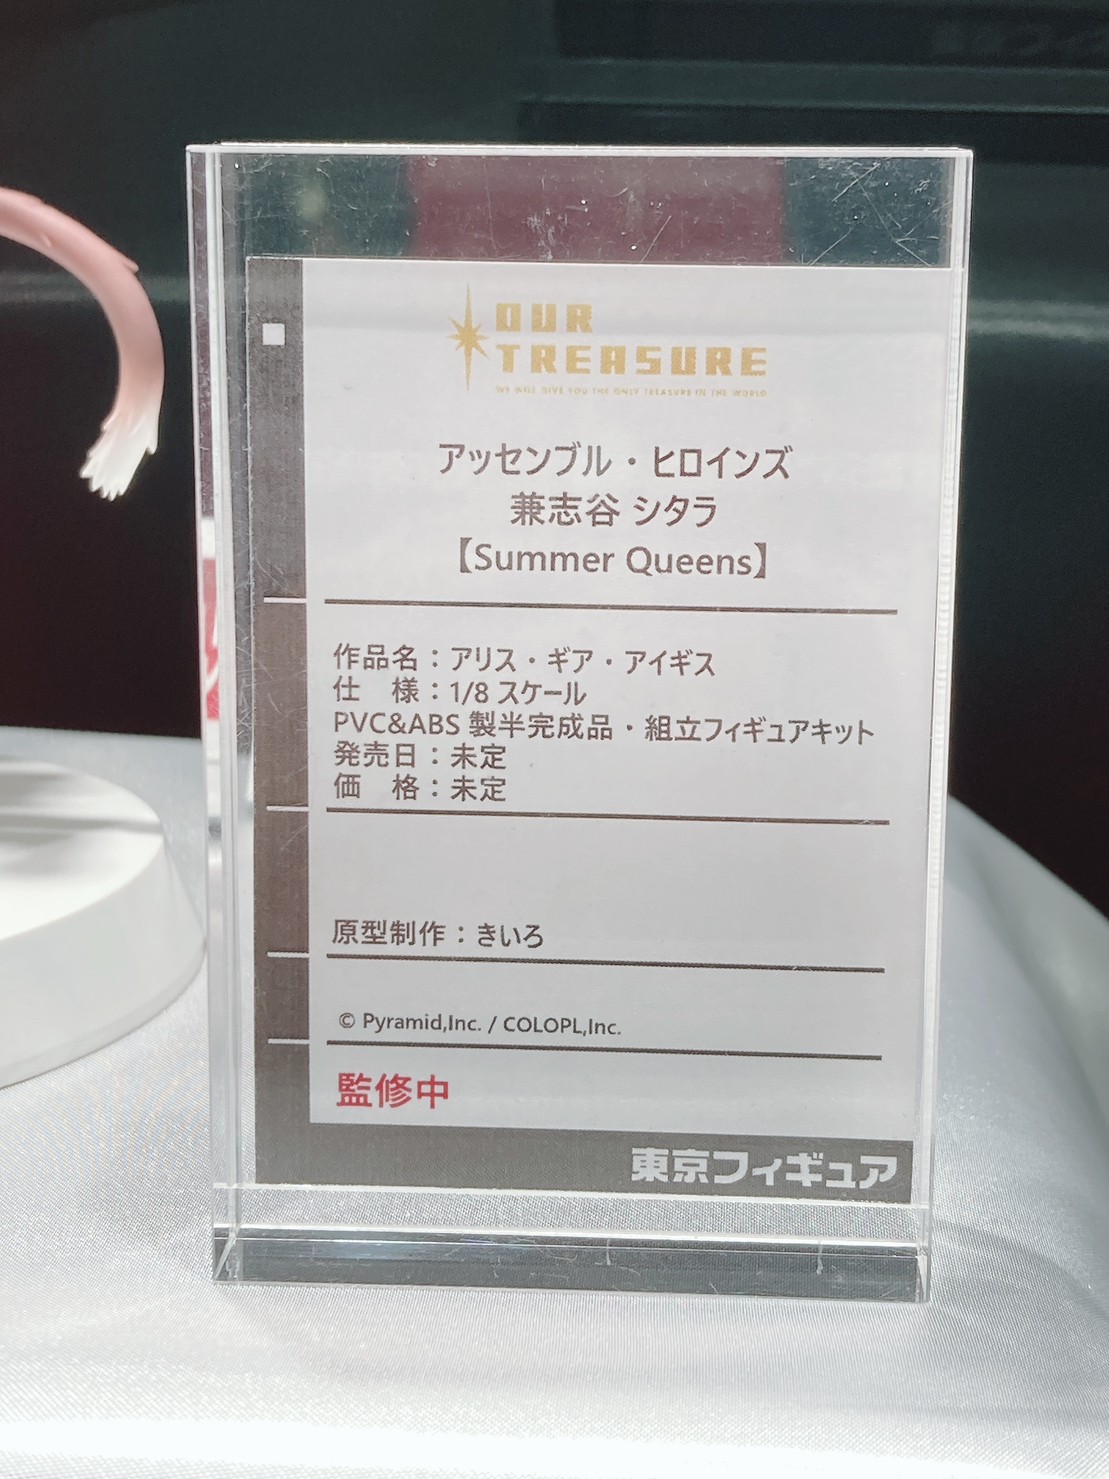 OUR
TREASURE
WE WILL GIVE YOU THE ONLY TREASURE IN THE WORLD
アッセンブル・ヒロインズ
兼志谷 シタラ
【Summer Queens】
作品名：アリス・ギア・アイギス
仕　様：1/8 スケール
PVC&ABS 製半完成品・組立フィギュアキット
発売日：未定
価　格：未定
原型制作：きいろ
© Pyramid,Inc. / COLOPL,Inc.
監修中
東京フィギュア